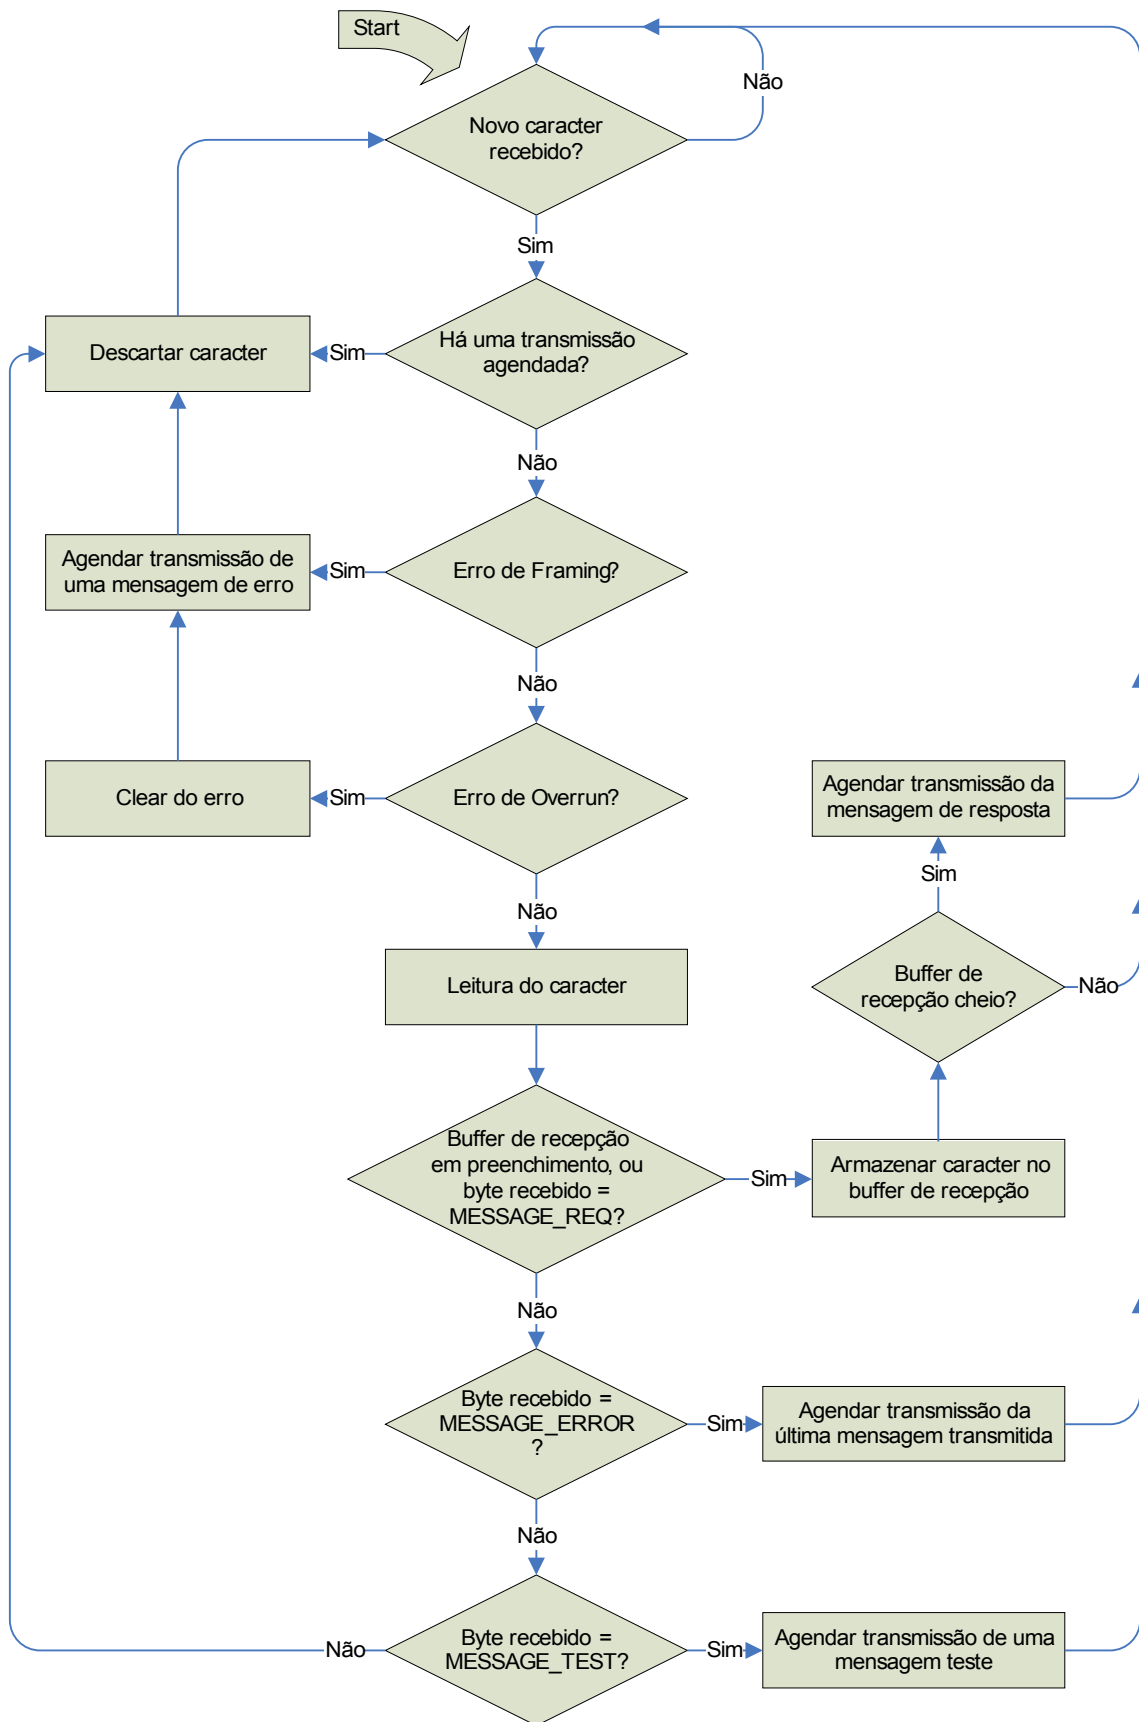 Start
Não
Novo caracter
recebido?
Sim
Há uma transmissão
agendada?
Sim
Descartar caracter
Não
Erro de Framing?
Sim
Agendar transmissão de
uma mensagem de erro
Não
Erro de Overrun?
Sim
Clear do erro
Não
Leitura do caracter
Agendar transmissão da
mensagem de resposta
Sim
Buffer de
recepção cheio?
Não
Buffer de recepção
em preenchimento, ou
byte recebido =
MESSAGE_REQ?
Sim
Armazenar caracter no
buffer de recepção
Não
Byte recebido =
MESSAGE_ERROR
?
Sim
Agendar transmissão da
última mensagem transmitida
Não
Byte recebido =
MESSAGE_TEST?
Não
Sim
Agendar transmissão de uma
mensagem teste